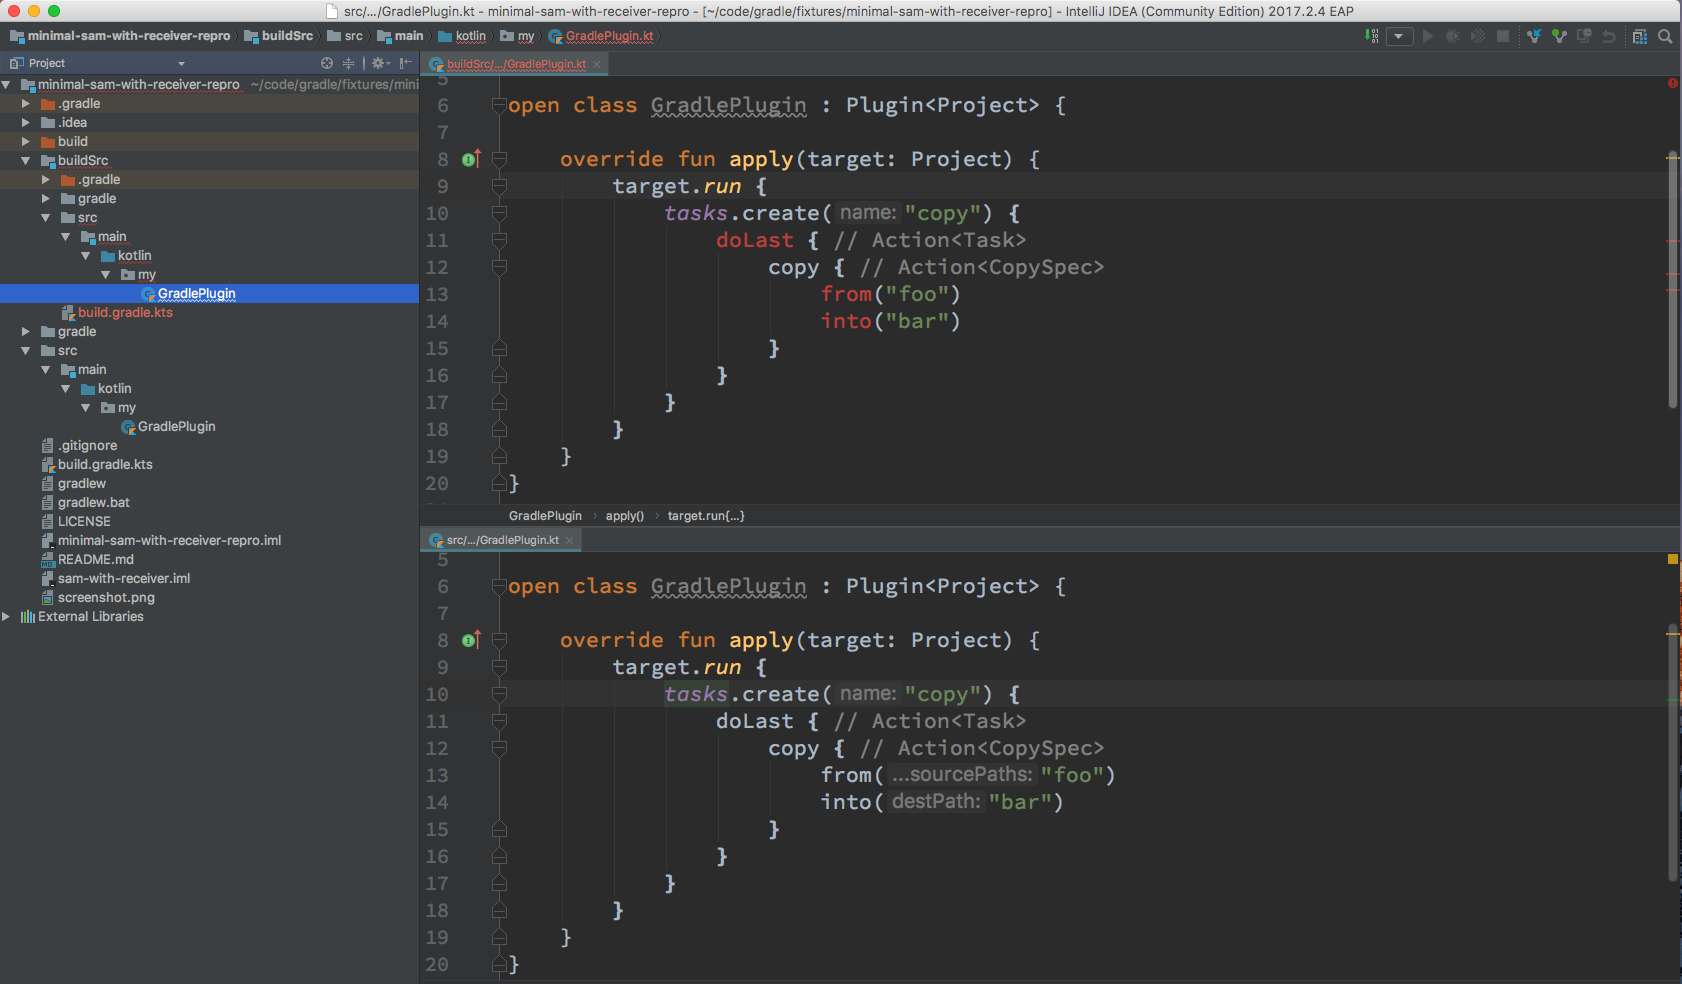 src/.../GradlePlugin.kt - minimal-sam-with-receiver-repro - [~/code/gradle/fixtures/minimal-sam-with-receiver-repro] - IntelliJ IDEA (Community Edition) 2017.2.4 EAP
minimal-sam-with-receiver-repro buildSrc src main kotlin my GradlePlugin.kt
Project
minimal-sam-with-receiver-repro ~/code/gradle/fixtures/mini
.gradle
.idea
build
buildSrc
.gradle
gradle
src
main
kotlin
my
GradlePlugin
build.gradle.kts
gradle
src
main
kotlin
my
GradlePlugin
.gitignore
build.gradle.kts
gradlew
gradlew.bat
LICENSE
minimal-sam-with-receiver-repro.iml
README.md
sam-with-receiver.iml
screenshot.png
External Libraries
buildSrc/.../GradlePlugin.kt
5
6 open class GradlePlugin : Plugin<Project> {
7
8 override fun apply(target: Project) {
9 target.run {
10 tasks.create( name: "copy") {
11 doLast { // Action<Task>
12 copy { // Action<CopySpec>
13 from("foo")
14 into("bar")
15 }
16 }
17 }
18 }
19 }
20 }
GradlePlugin apply() target.run{...}
src/.../GradlePlugin.kt
5
6 open class GradlePlugin : Plugin<Project> {
7
8 override fun apply(target: Project) {
9 target.run {
10 tasks.create( name: "copy") {
11 doLast { // Action<Task>
12 copy { // Action<CopySpec>
13 from( ...sourcePaths: "foo")
14 into( destPath: "bar")
15 }
16 }
17 }
18 }
19 }
20 }